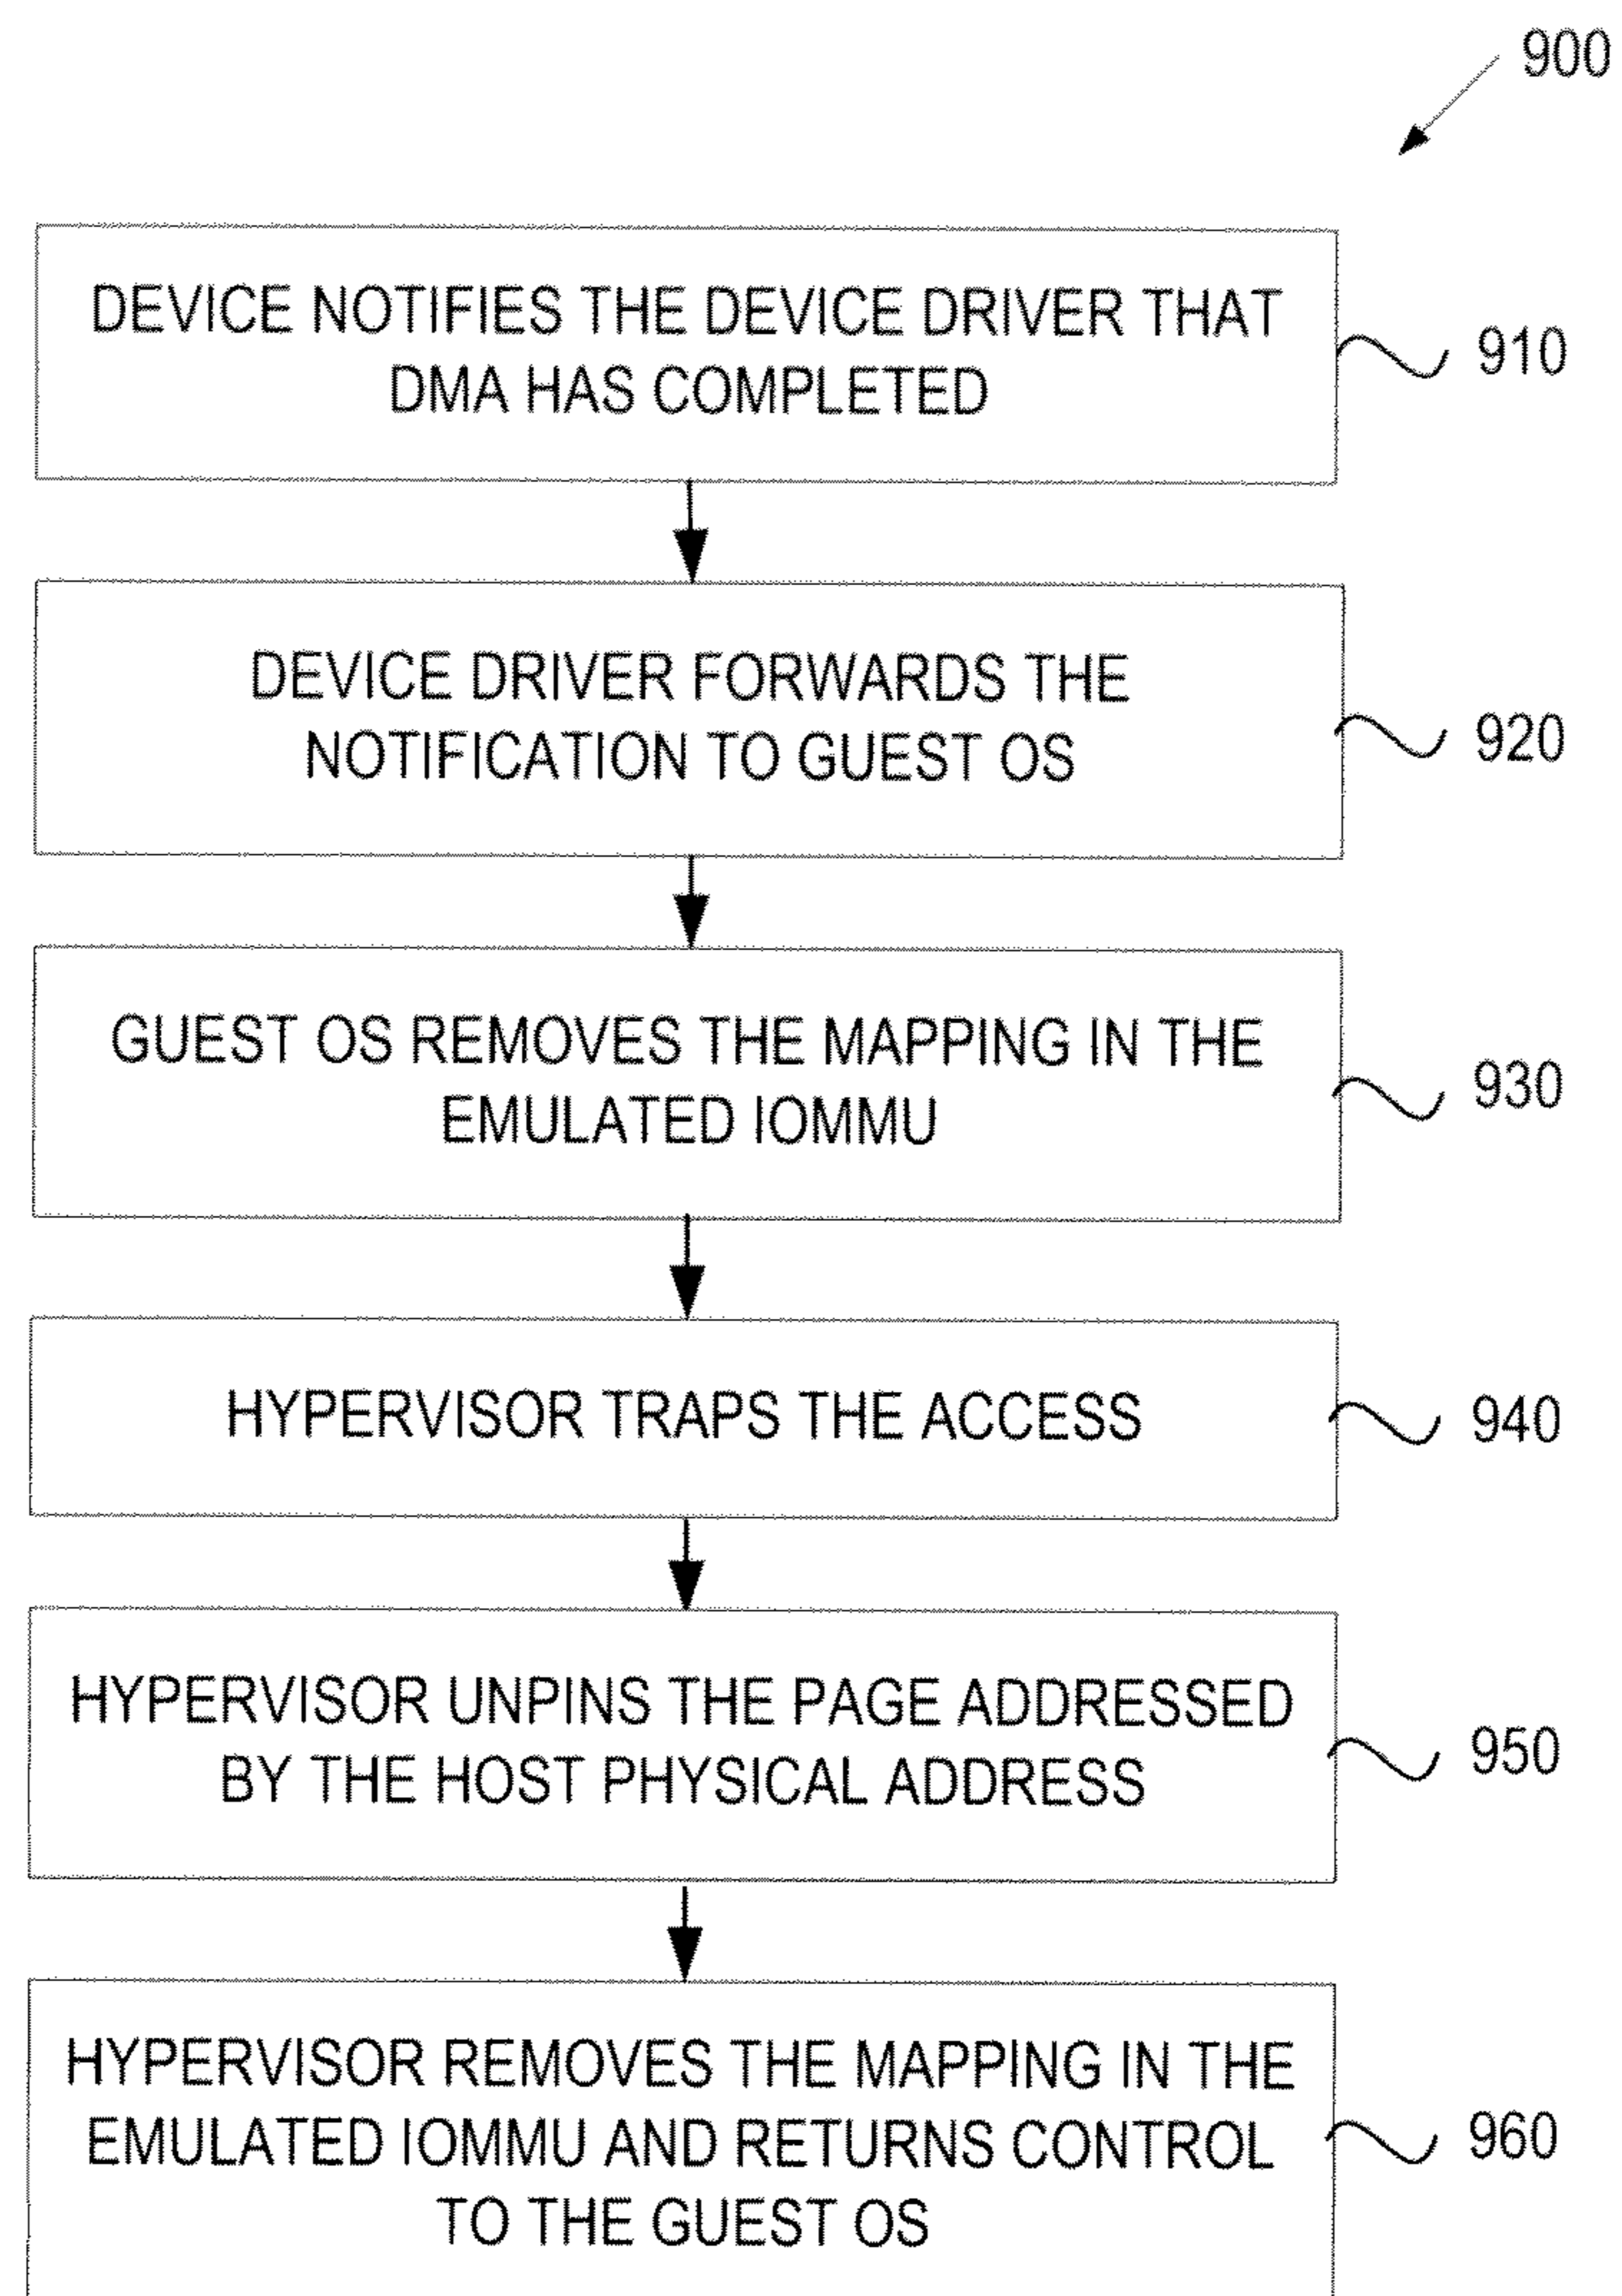 900
DEVICE NOTIFIES THE DEVICE DRIVER THAT
DMA HAS COMPLETED
910
DEVICE DRIVER FORWARDS THE
NOTIFICATION TO GUEST OS
920
GUEST OS REMOVES THE MAPPING IN THE
EMULATED IOMMU
930
HYPERVISOR TRAPS THE ACCESS
940
HYPERVISOR UNPINS THE PAGE ADDRESSED
BY THE HOST PHYSICAL ADDRESS
950
HYPERVISOR REMOVES THE MAPPING IN THE
EMULATED IOMMU AND RETURNS CONTROL
TO THE GUEST OS
960